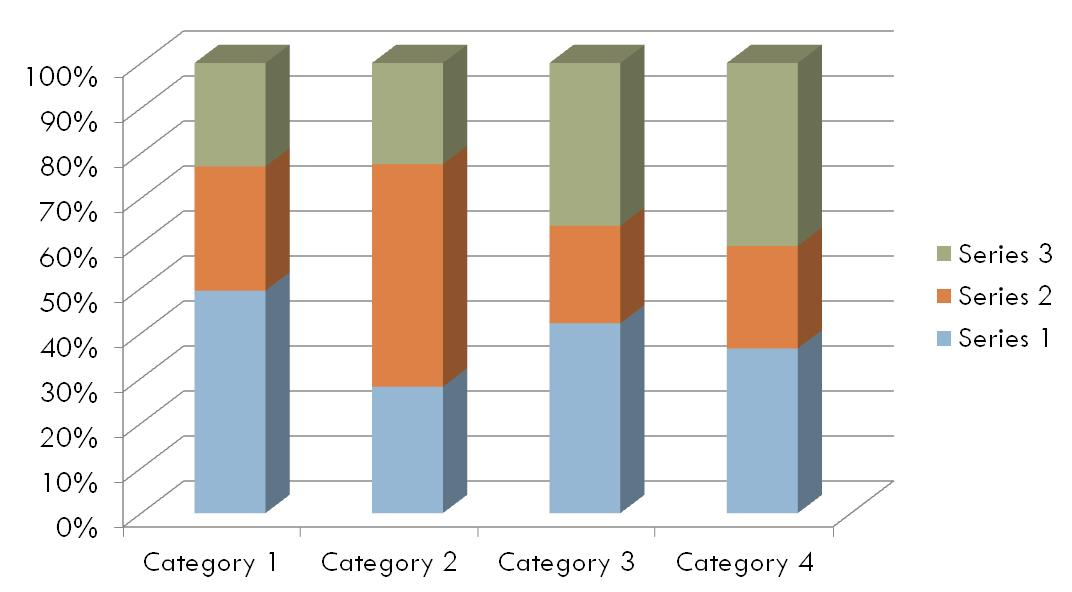 100%
90%
80%
70%
60%
50%
40%
30%
20%
10%
0%
Category 1
Category 2
Category 3
Category 4
Series 3
Series 2
Series 1